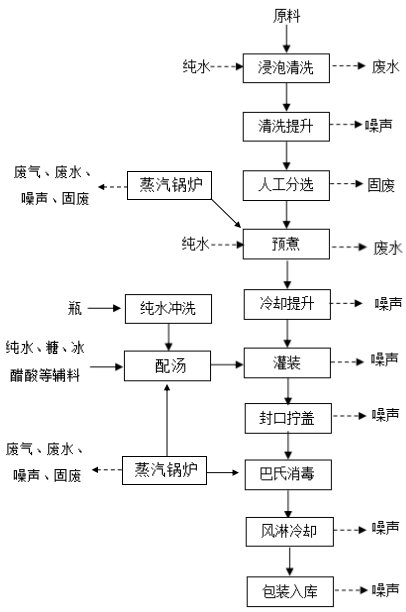 原料
纯水
浸泡清洗
废水
清洗提升
噪声
废气、废水、
噪声、固废
蒸汽锅炉
人工分选
固废
纯水
预煮
废水
冷却提升
噪声
瓶
纯水冲洗
纯水、糖、冰
醋酸等辅料
配汤
灌装
噪声
封口拧盖
噪声
废气、废水、
噪声、固废
蒸汽锅炉
巴氏消毒
风淋冷却
噪声
包装入库
噪声